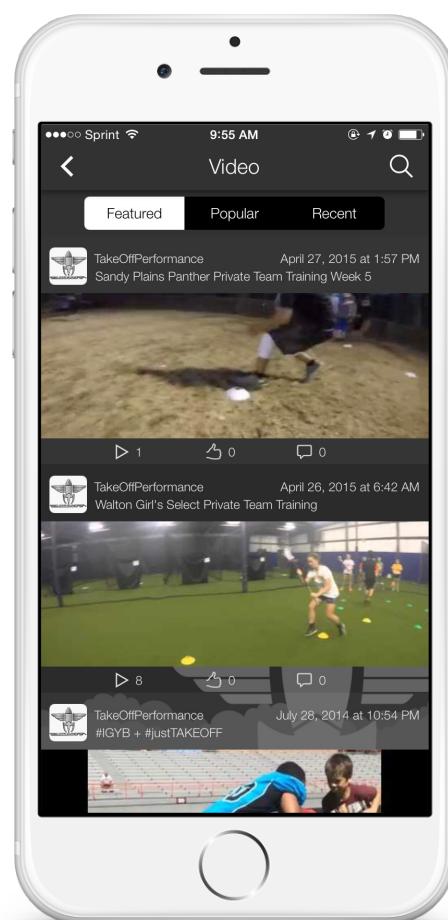 Sprint 9:55 AM
Video
Featured Popular Recent
TakeOffPerformance April 27, 2015 at 1:57 PM
Sandy Plains Panther Private Team Training Week 5
1 0 0
TakeOffPerformance April 26, 2015 at 6:42 AM
Walton Girl's Select Private Team Training
8 0 0
TakeOffPerformance July 28, 2014 at 10:54 PM
#IGYB + #justTAKEOFF